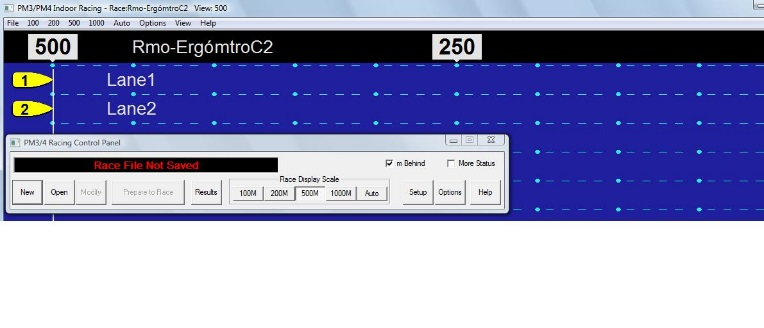 PM3/PM4 Indoor Racing - Race:Rmo-ErgómtroC2 View: 500
File 100 200 500 1000 Auto Options View Help
500 Rmo-ErgómtroC2 250
1 Lane1
2 Lane2
PM3/4 Racing Control Panel
Race File Not Saved
m Behind More Status
Race Display Scale
New Open Modify Prepare to Race Results 100M 200M 500M 1000M Auto Setup Options Help